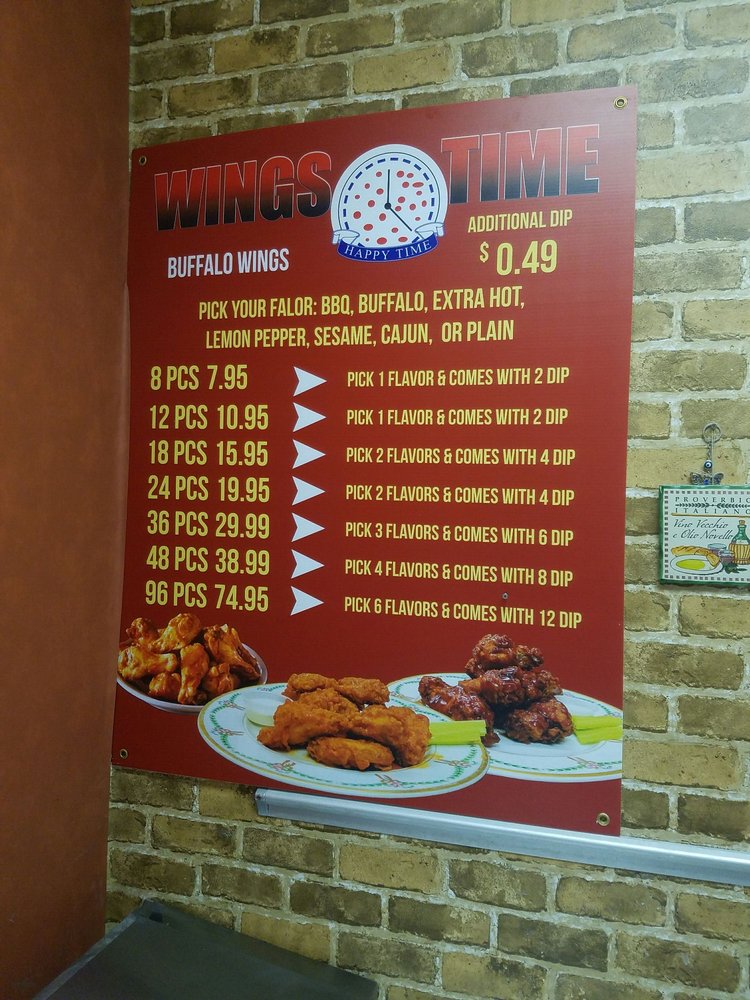 WINGS TIME
HAPPY TIME
BUFFALO WINGS
ADDITIONAL DIP
$ 0.49
PICK YOUR FALOR: BBQ, BUFFALO, EXTRA HOT,
LEMON PEPPER, SESAME, CAJUN, OR PLAIN
8 PCS 7.95 PICK 1 FLAVOR & COMES WITH 2 DIP
12 PCS 10.95 PICK 1 FLAVOR & COMES WITH 2 DIP
18 PCS 15.95 PICK 2 FLAVORS & COMES WITH 4 DIP
24 PCS 19.95 PICK 2 FLAVORS & COMES WITH 4 DIP
36 PCS 29.99 PICK 3 FLAVORS & COMES WITH 6 DIP
48 PCS 38.99 PICK 4 FLAVORS & COMES WITH 8 DIP
96 PCS 74.95 PICK 6 FLAVORS & COMES WITH 12 DIP
PROVERBIO
ITALIANO
Vino Vecchio
e Olio Novello